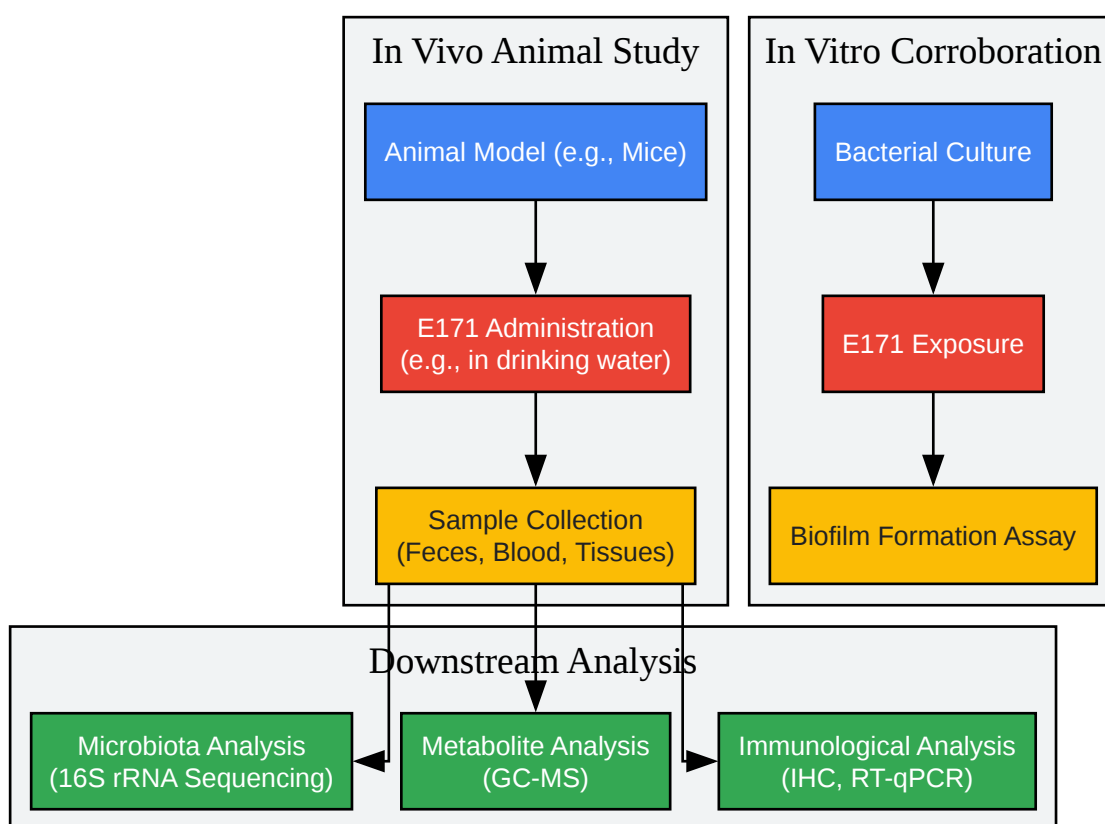 In Vivo Animal Study
Animal Model (e.g., Mice)
E171 Administration
(e.g., in drinking water)
Sample Collection
(Feces, Blood, Tissues)
In Vitro Corroboration
Bacterial Culture
E171 Exposure
Biofilm Formation Assay
Downstream Analysis
Microbiota Analysis
(16S rRNA Sequencing)
Metabolite Analysis
(GC-MS)
Immunological Analysis
(IHC, RT-qPCR)